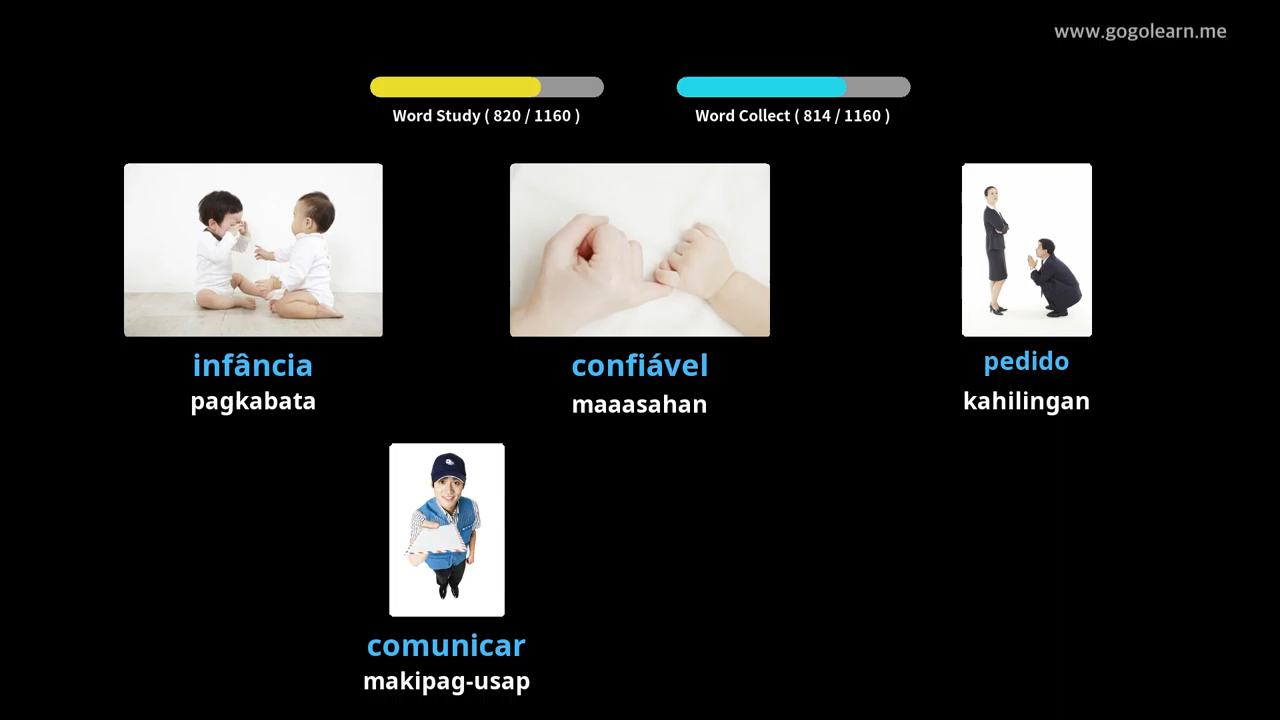 www.gogolearn.me
Word Study ( 820 / 1160 )
Word Collect ( 814 / 1160 )
infância
pagkabata
confiável
maaasahan
pedido
kahilingan
comunicar
makipag-usap